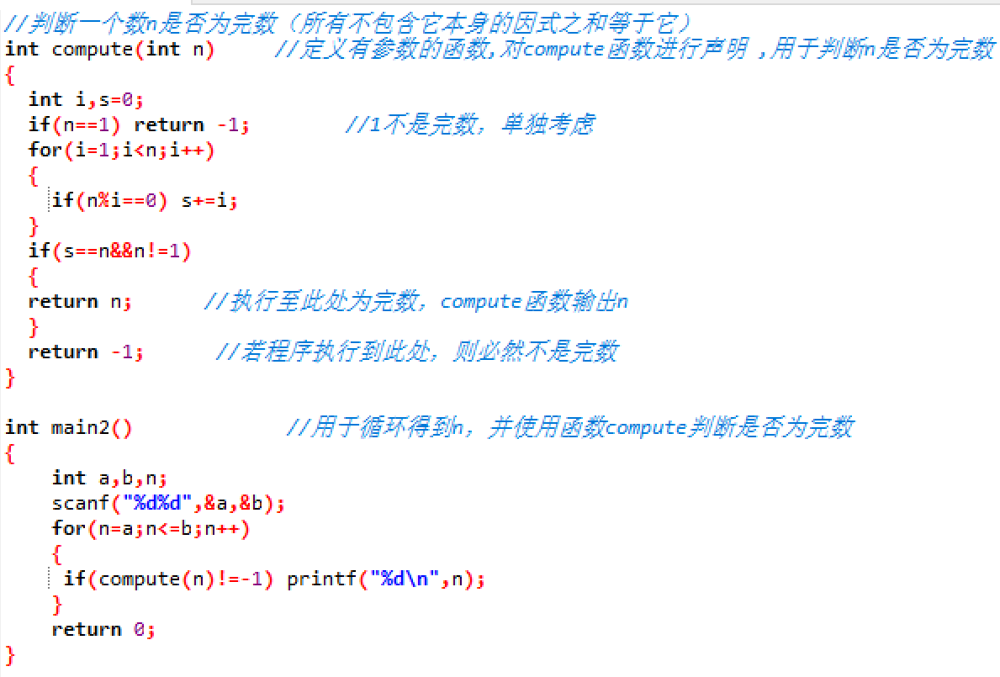 //判断一个数n是否为完数（所有不包含它本身的因式之和等于它）
int compute(int n) //定义有参数的函数,对compute函数进行声明 ,用于判断n是否为完数
{
int i,s=0;
if(n==1) return -1; //1不是完数，单独考虑
for(i=1;i<n;i++)
{
if(n%i==0) s+=i;
}
if(s==n&&n!=1)
{
return n; //执行至此处为完数，compute函数输出n
}
return -1; //若程序执行到此处，则必然不是完数
}
int main2() //用于循环得到n，并使用函数compute判断是否为完数
{
int a,b,n;
scanf("%d%d",&a,&b);
for(n=a;n<=b;n++)
{
if(compute(n)!=-1) printf("%d\n",n);
}
return 0;
}